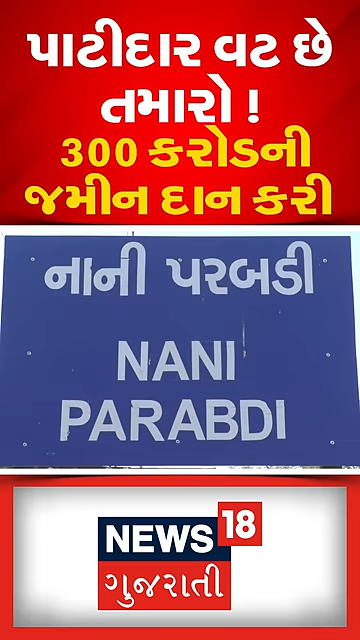 પાટીદાર વટ છે
તમારો !
300 કરોડની
જમીન દાન કરી
નાની પરબડી
NANI
PARABDI
NEWS 18
ગુજરાતી